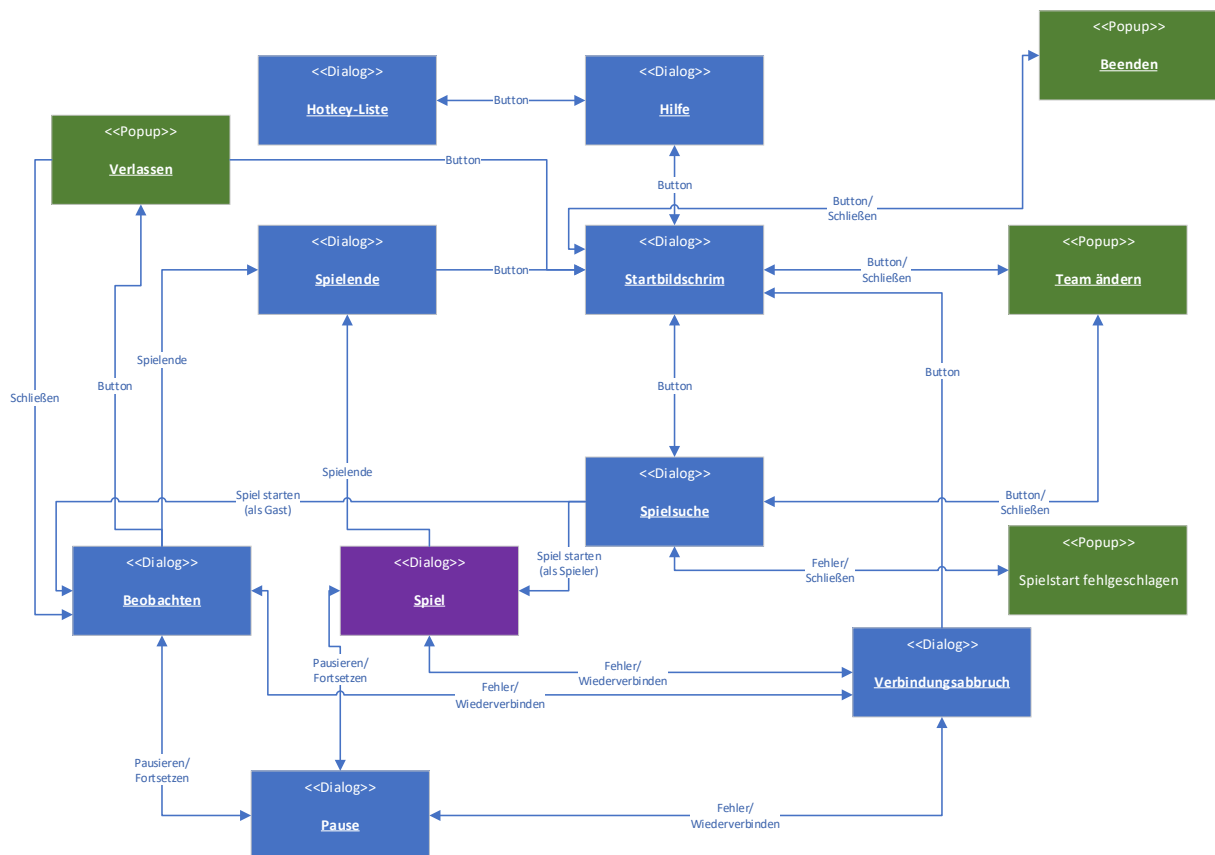 <<Popup>>
Beenden
<<Dialog>>
Hotkey-Liste
Button
<<Dialog>>
Hilfe
<<Popup>>
Verlassen
Button
Button
Button/
Schließen
<<Dialog>>
Spielende
Button
<<Dialog>>
Startbildschrim
Button/
Schließen
<<Popup>>
Team ändern
Spielende
Button
Schließen
Button
Button
Spielende
<<Dialog>>
Spielsuche
Spiel starten
(als Gast)
Button/
Schließen
<<Dialog>>
Beobachten
<<Dialog>>
Spiel
Spiel starten
(als Spieler)
Fehler/
Schließen
<<Popup>>
Spielstart fehlgeschlagen
Pausieren/
Fortsetzen
Fehler/
Wiederverbinden
<<Dialog>>
Verbindungsabbruch
Fehler/
Wiederverbinden
Pausieren/
Fortsetzen
<<Dialog>>
Pause
Fehler/
Wiederverbinden